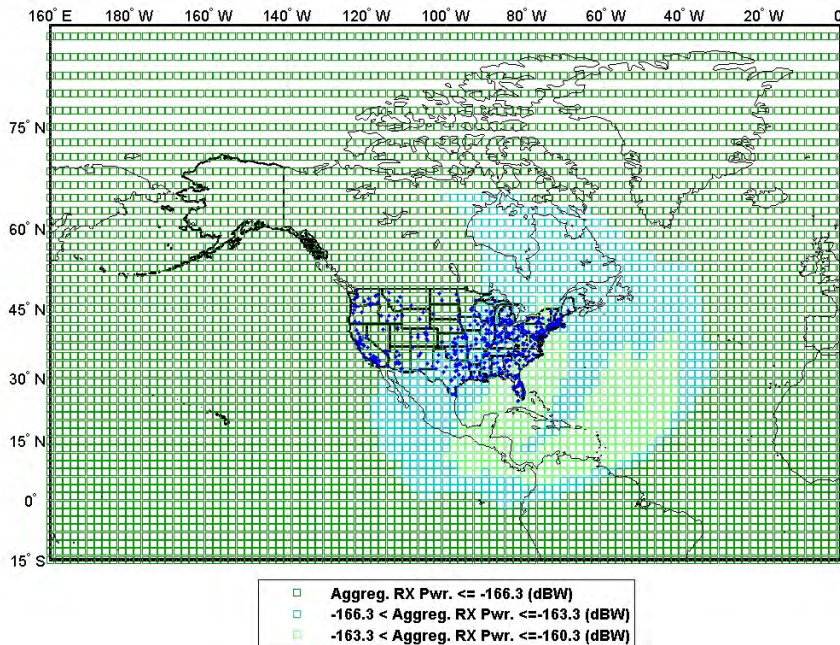 160° E 180° W 160° W 140° W 120° W 100° W 80° W 60° W 40° W 20° W 0
75° N
60° N
45° N
30° N
15° N
0°
15° S
Aggreg. RX Pwr. <= -166.3 (dBW)
-166.3 < Aggreg. RX Pwr. <=-163.3 (dBW)
-163.3 < Aggreg. RX Pwr. <=-160.3 (dBW)